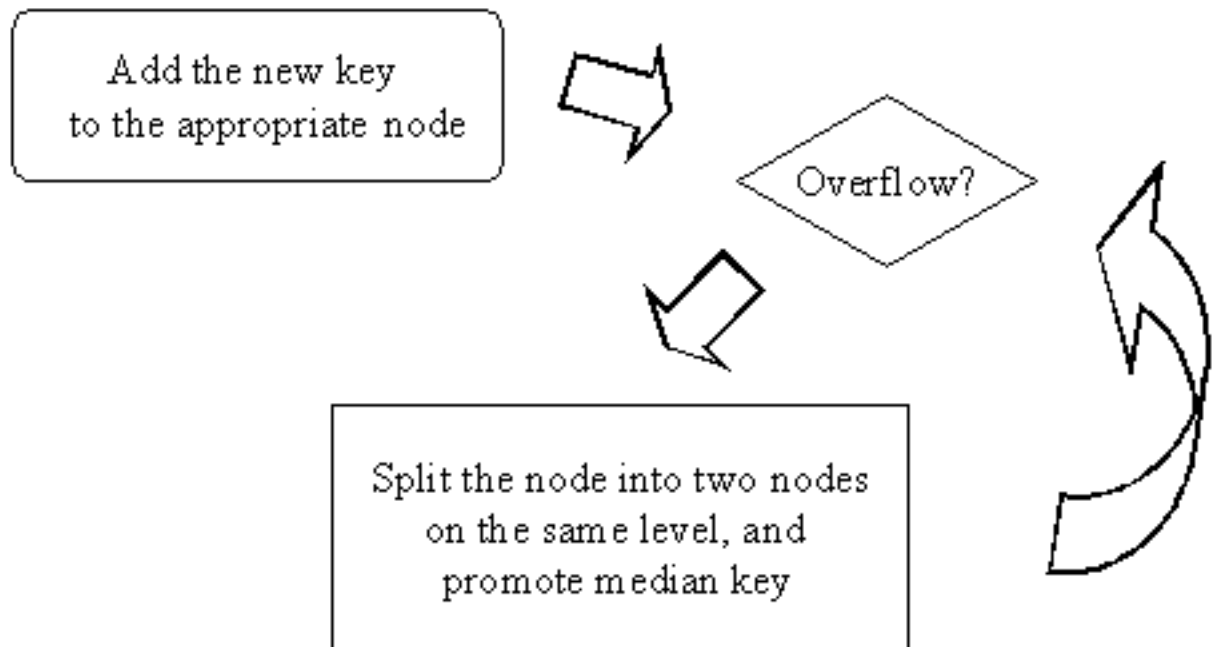 Add the new key
to the appropriate node
Overflow?
Split the node into two nodes
on the same level, and
promote median key